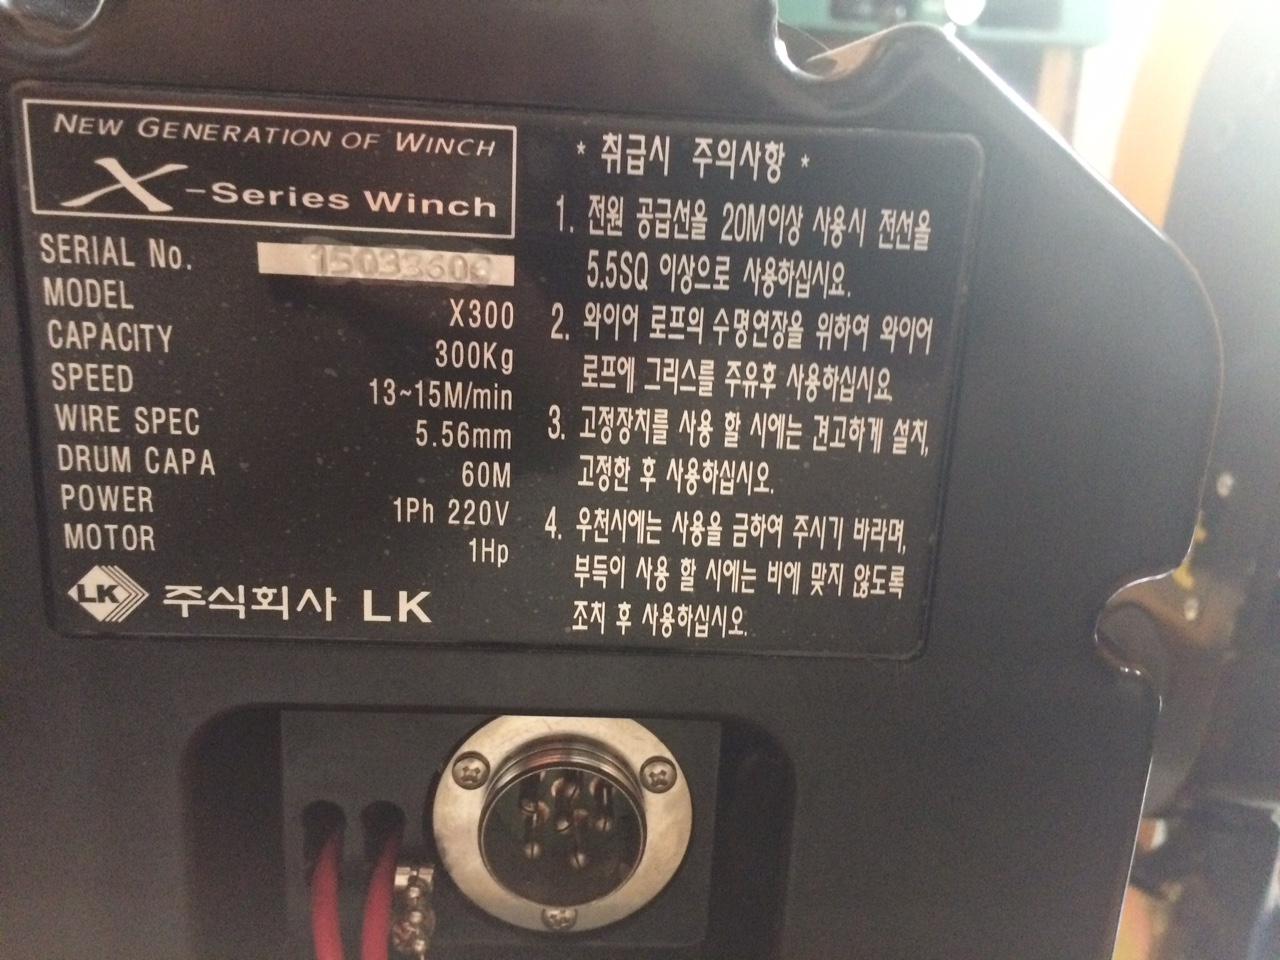 NEW GENERATION OF WINCH
X-Series Winch
SERIAL No.
MODEL X300
CAPACITY 300Kg
SPEED 13~15M/min
WIRE SPEC 5.56mm
DRUM CAPA 60M
POWER 1Ph 220V
MOTOR 1Hp
LK 주식회사 LK
* 취급시 주의사항 *
1. 전원 공급선을 20M이상 사용시 전선을
5.5SQ 이상으로 사용하십시요.
2. 와이어 로프의 수명연장을 위하여 와이어
로프에 그리스를 주유후 사용하십시요.
3. 고정장치를 사용 할 시에는 견고하게 설치,
고정한 후 사용하십시오.
4. 우천시에는 사용을 금하여 주시기 바라며,
부득이 사용 할 시에는 비에 맞지 않도록
조치 후 사용하십시오.